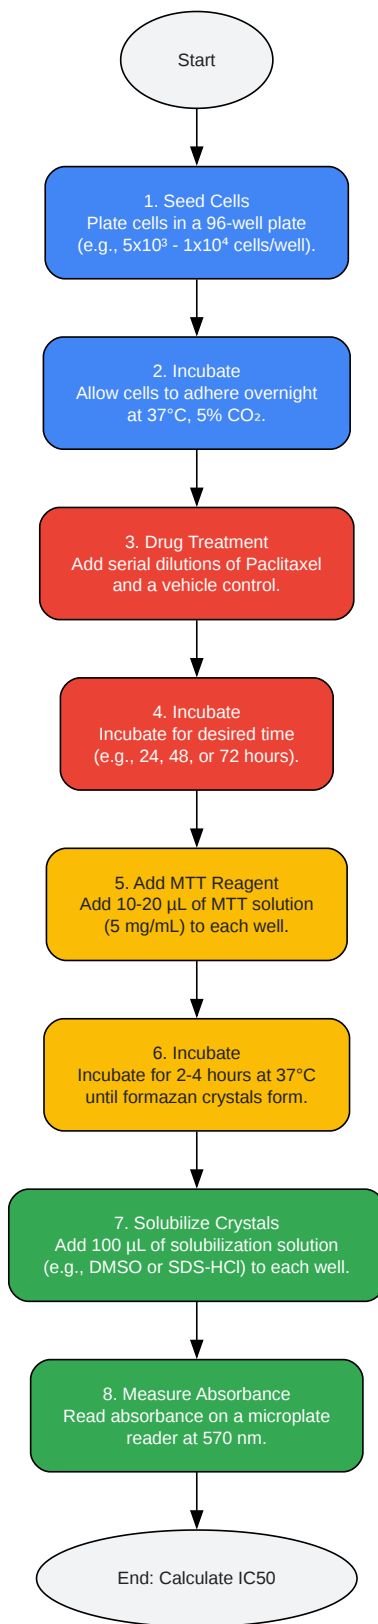 Start
1. Seed Cells
Plate cells in a 96-well plate
(e.g., 5x10³ - 1x10⁴ cells/well).
2. Incubate
Allow cells to adhere overnight
at 37°C, 5% CO₂.
3. Drug Treatment
Add serial dilutions of Paclitaxel
and a vehicle control.
4. Incubate
Incubate for desired time
(e.g., 24, 48, or 72 hours).
5. Add MTT Reagent
Add 10-20 µL of MTT solution
(5 mg/mL) to each well.
6. Incubate
Incubate for 2-4 hours at 37°C
until formazan crystals form.
7. Solubilize Crystals
Add 100 µL of solubilization solution
(e.g., DMSO or SDS-HCl) to each well.
8. Measure Absorbance
Read absorbance on a microplate
reader at 570 nm.
End: Calculate IC50